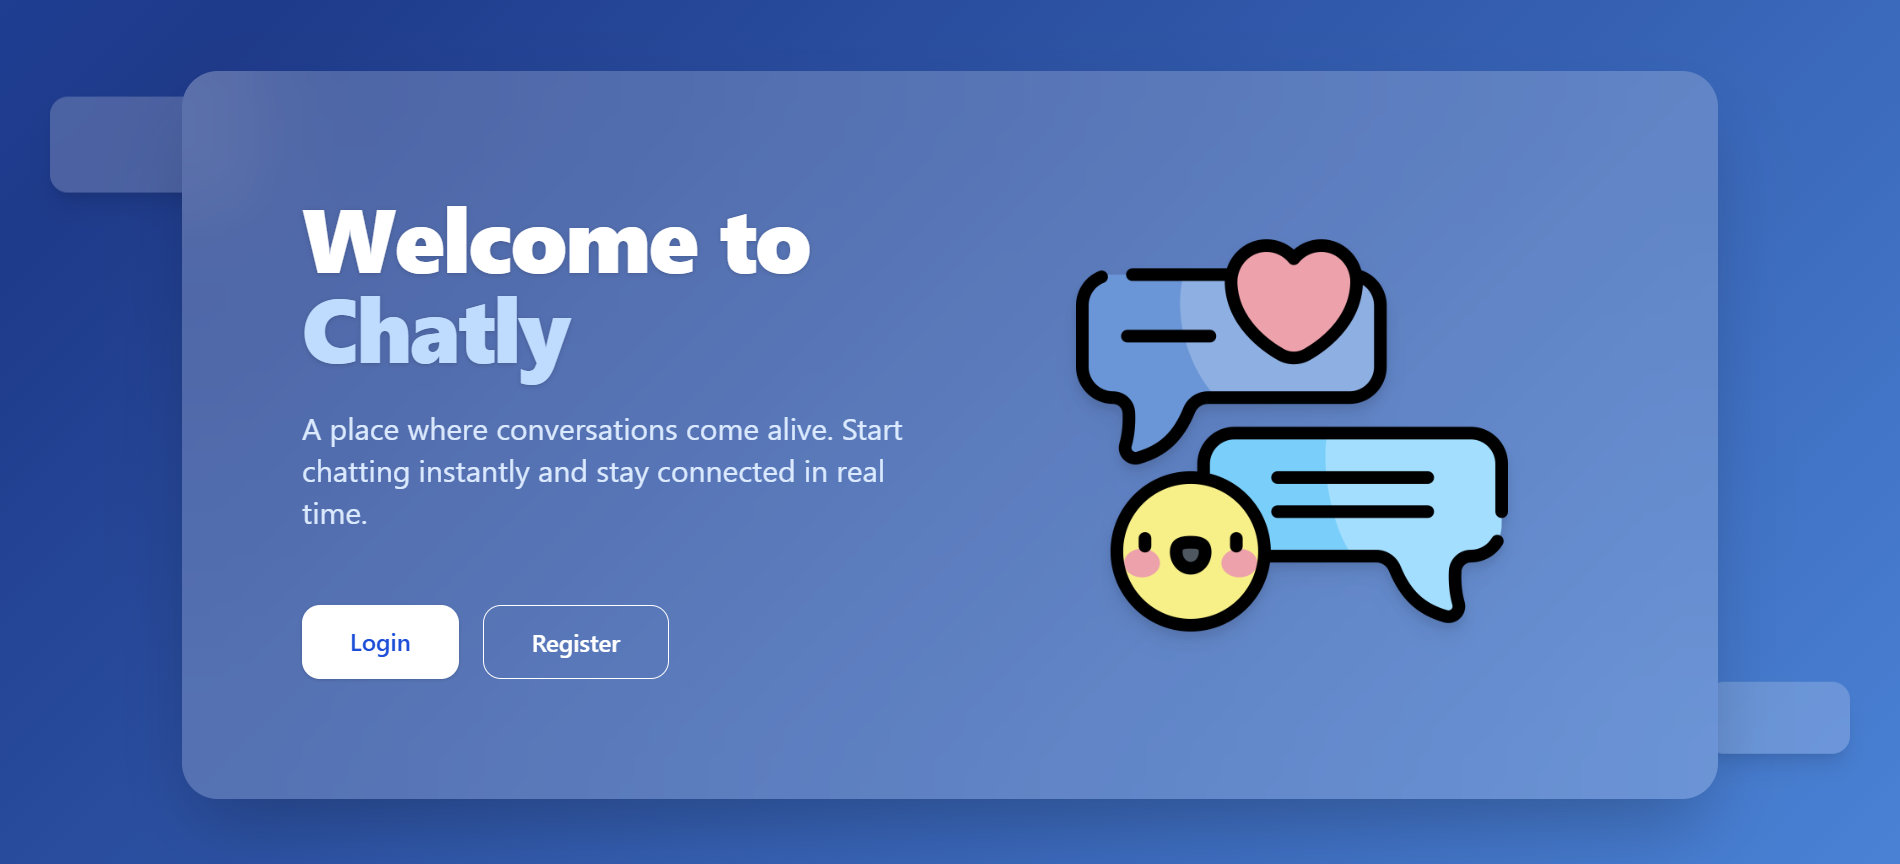 Welcome to
Chatly
A place where conversations come alive. Start
chatting instantly and stay connected in real
time.
Login
Register